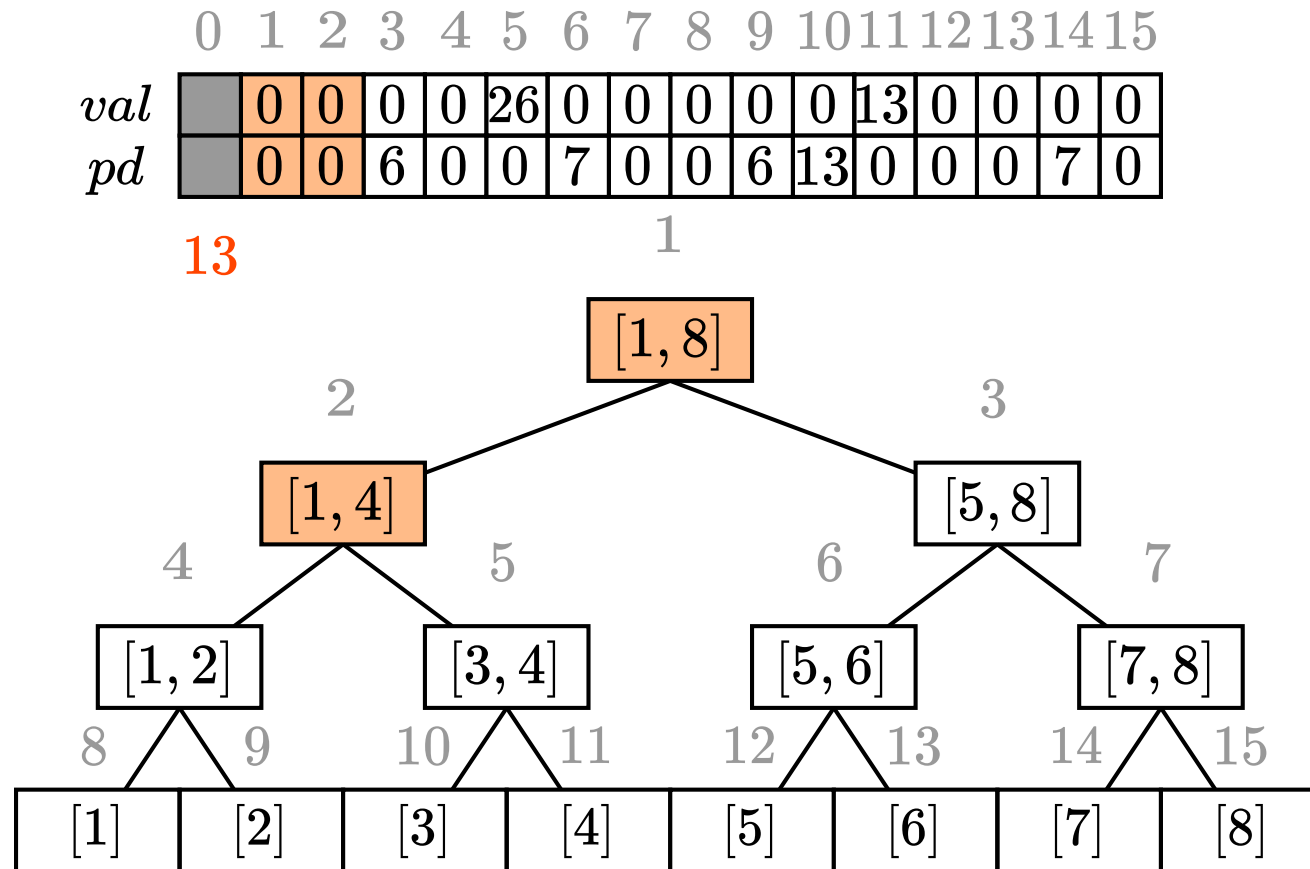 0 1 2 3 4 5 6 7 8 9 10 11 12 13 14 15
val 0 0 0 0 26 0 0 0 0 0 13 0 0 0 0
pd 0 0 6 0 0 7 0 0 6 13 0 0 0 7 0
13
1
[1, 8]
2 3
[1, 4] [5, 8]
4 5 6 7
[1, 2] [3, 4] [5, 6] [7, 8]
8 9 10 11 12 13 14 15
[1] [2] [3] [4] [5] [6] [7] [8]